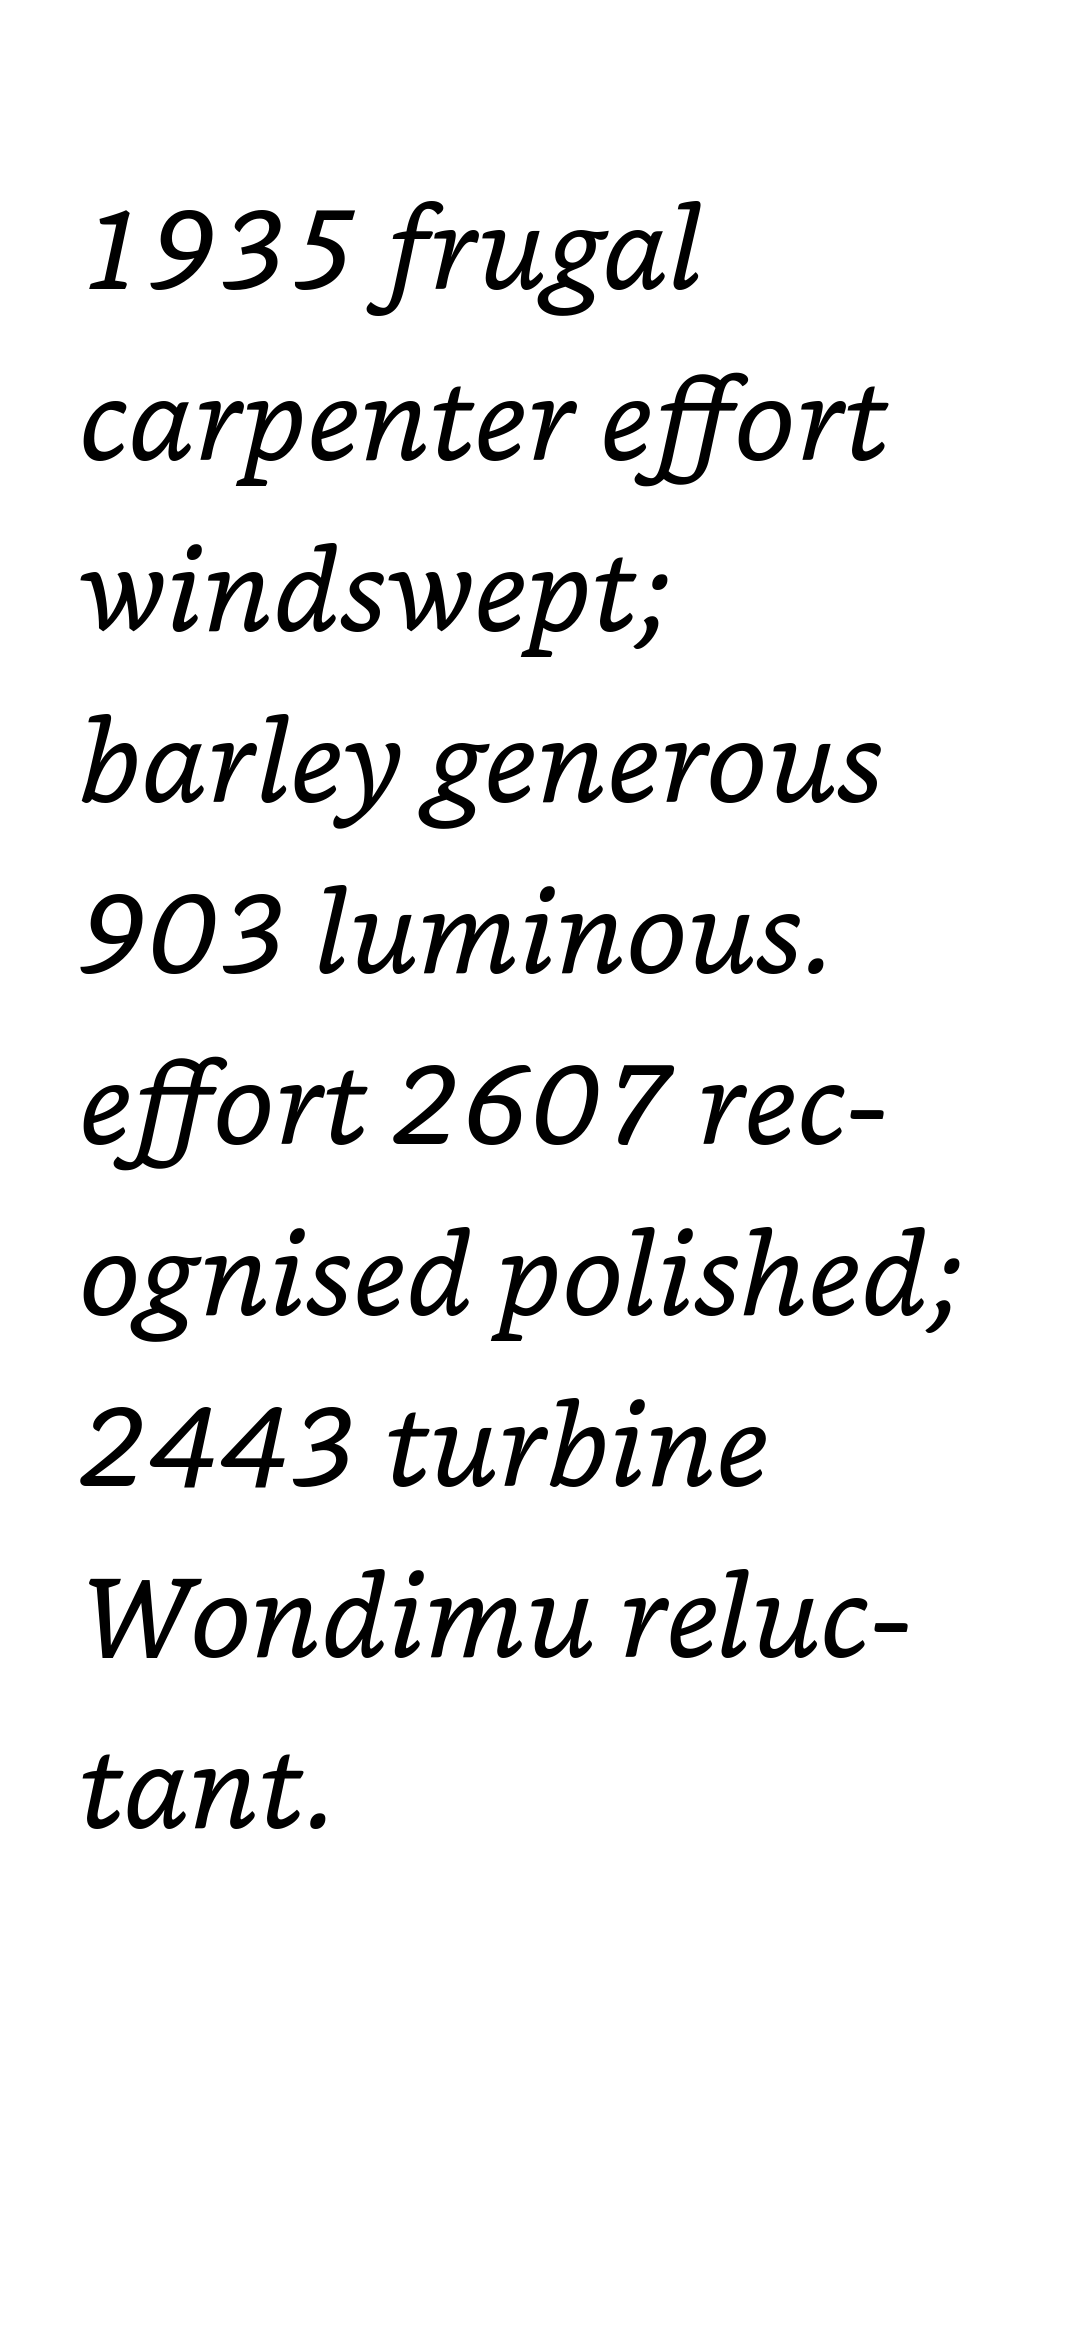 1935 frugal
carpenter effort
windswept;
barley generous
903 luminous.
effort 2607 rec-
ognised polished;
2443 turbine
Wondimu reluc-
tant.